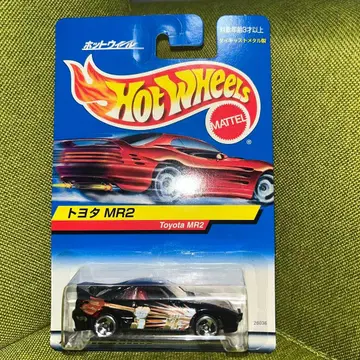 ホットウィール
対象年齢3才以上
ダイキャストメタル製
HOT WHEELS
MATTEL
®
トヨタ MR2
Toyota MR2